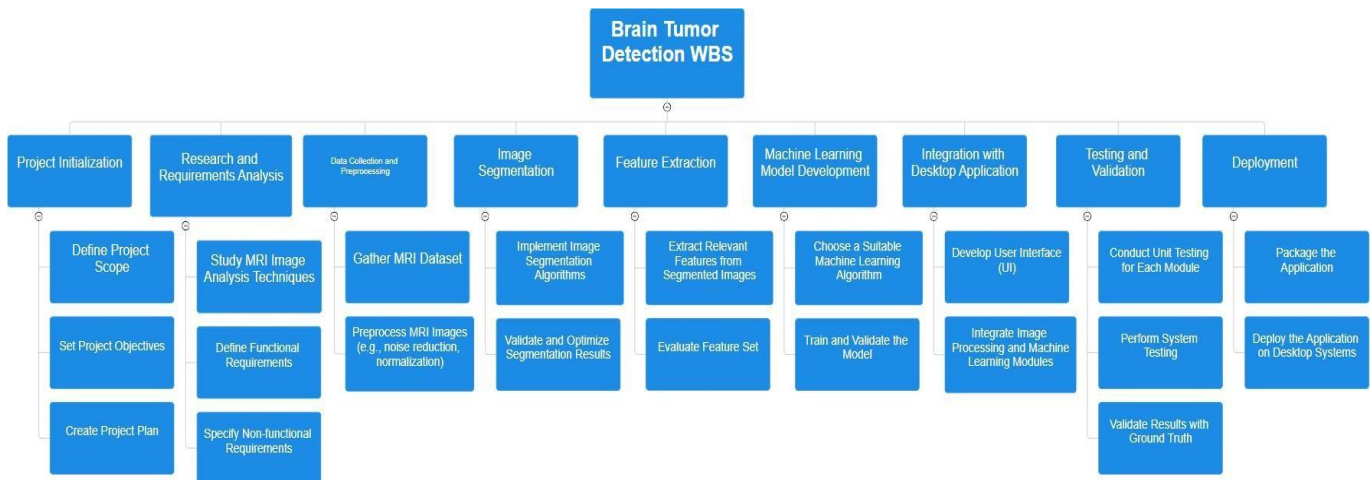 Brain Tumor
Detection WBS
Project Initialization
Research and
Requirements Analysis
Data Collection and
Preprocessing
Image
Segmentation
Feature Extraction
Machine Learning
Model Development
Integration with
Desktop Application
Testing and
Validation
Deployment
Define Project
Scope
Set Project Objectives
Create Project Plan
Study MRI Image
Analysis Techniques
Define Functional
Requirements
Specify Non-functional
Requirements
Gather MRI Dataset
Preprocess MRI Images
(e.g., noise reduction,
normalization)
Implement Image
Segmentation
Algorithms
Validate and Optimize
Segmentation Results
Extract Relevant
Features from
Segmented Images
Evaluate Feature Set
Choose a Suitable
Machine Learning
Algorithm
Train and Validate the
Model
Develop User Interface
(UI)
Integrate Image
Processing and Machine
Learning Modules
Conduct Unit Testing
for Each Module
Perform System
Testing
Validate Results with
Ground Truth
Package the
Application
Deploy the Application
on Desktop Systems